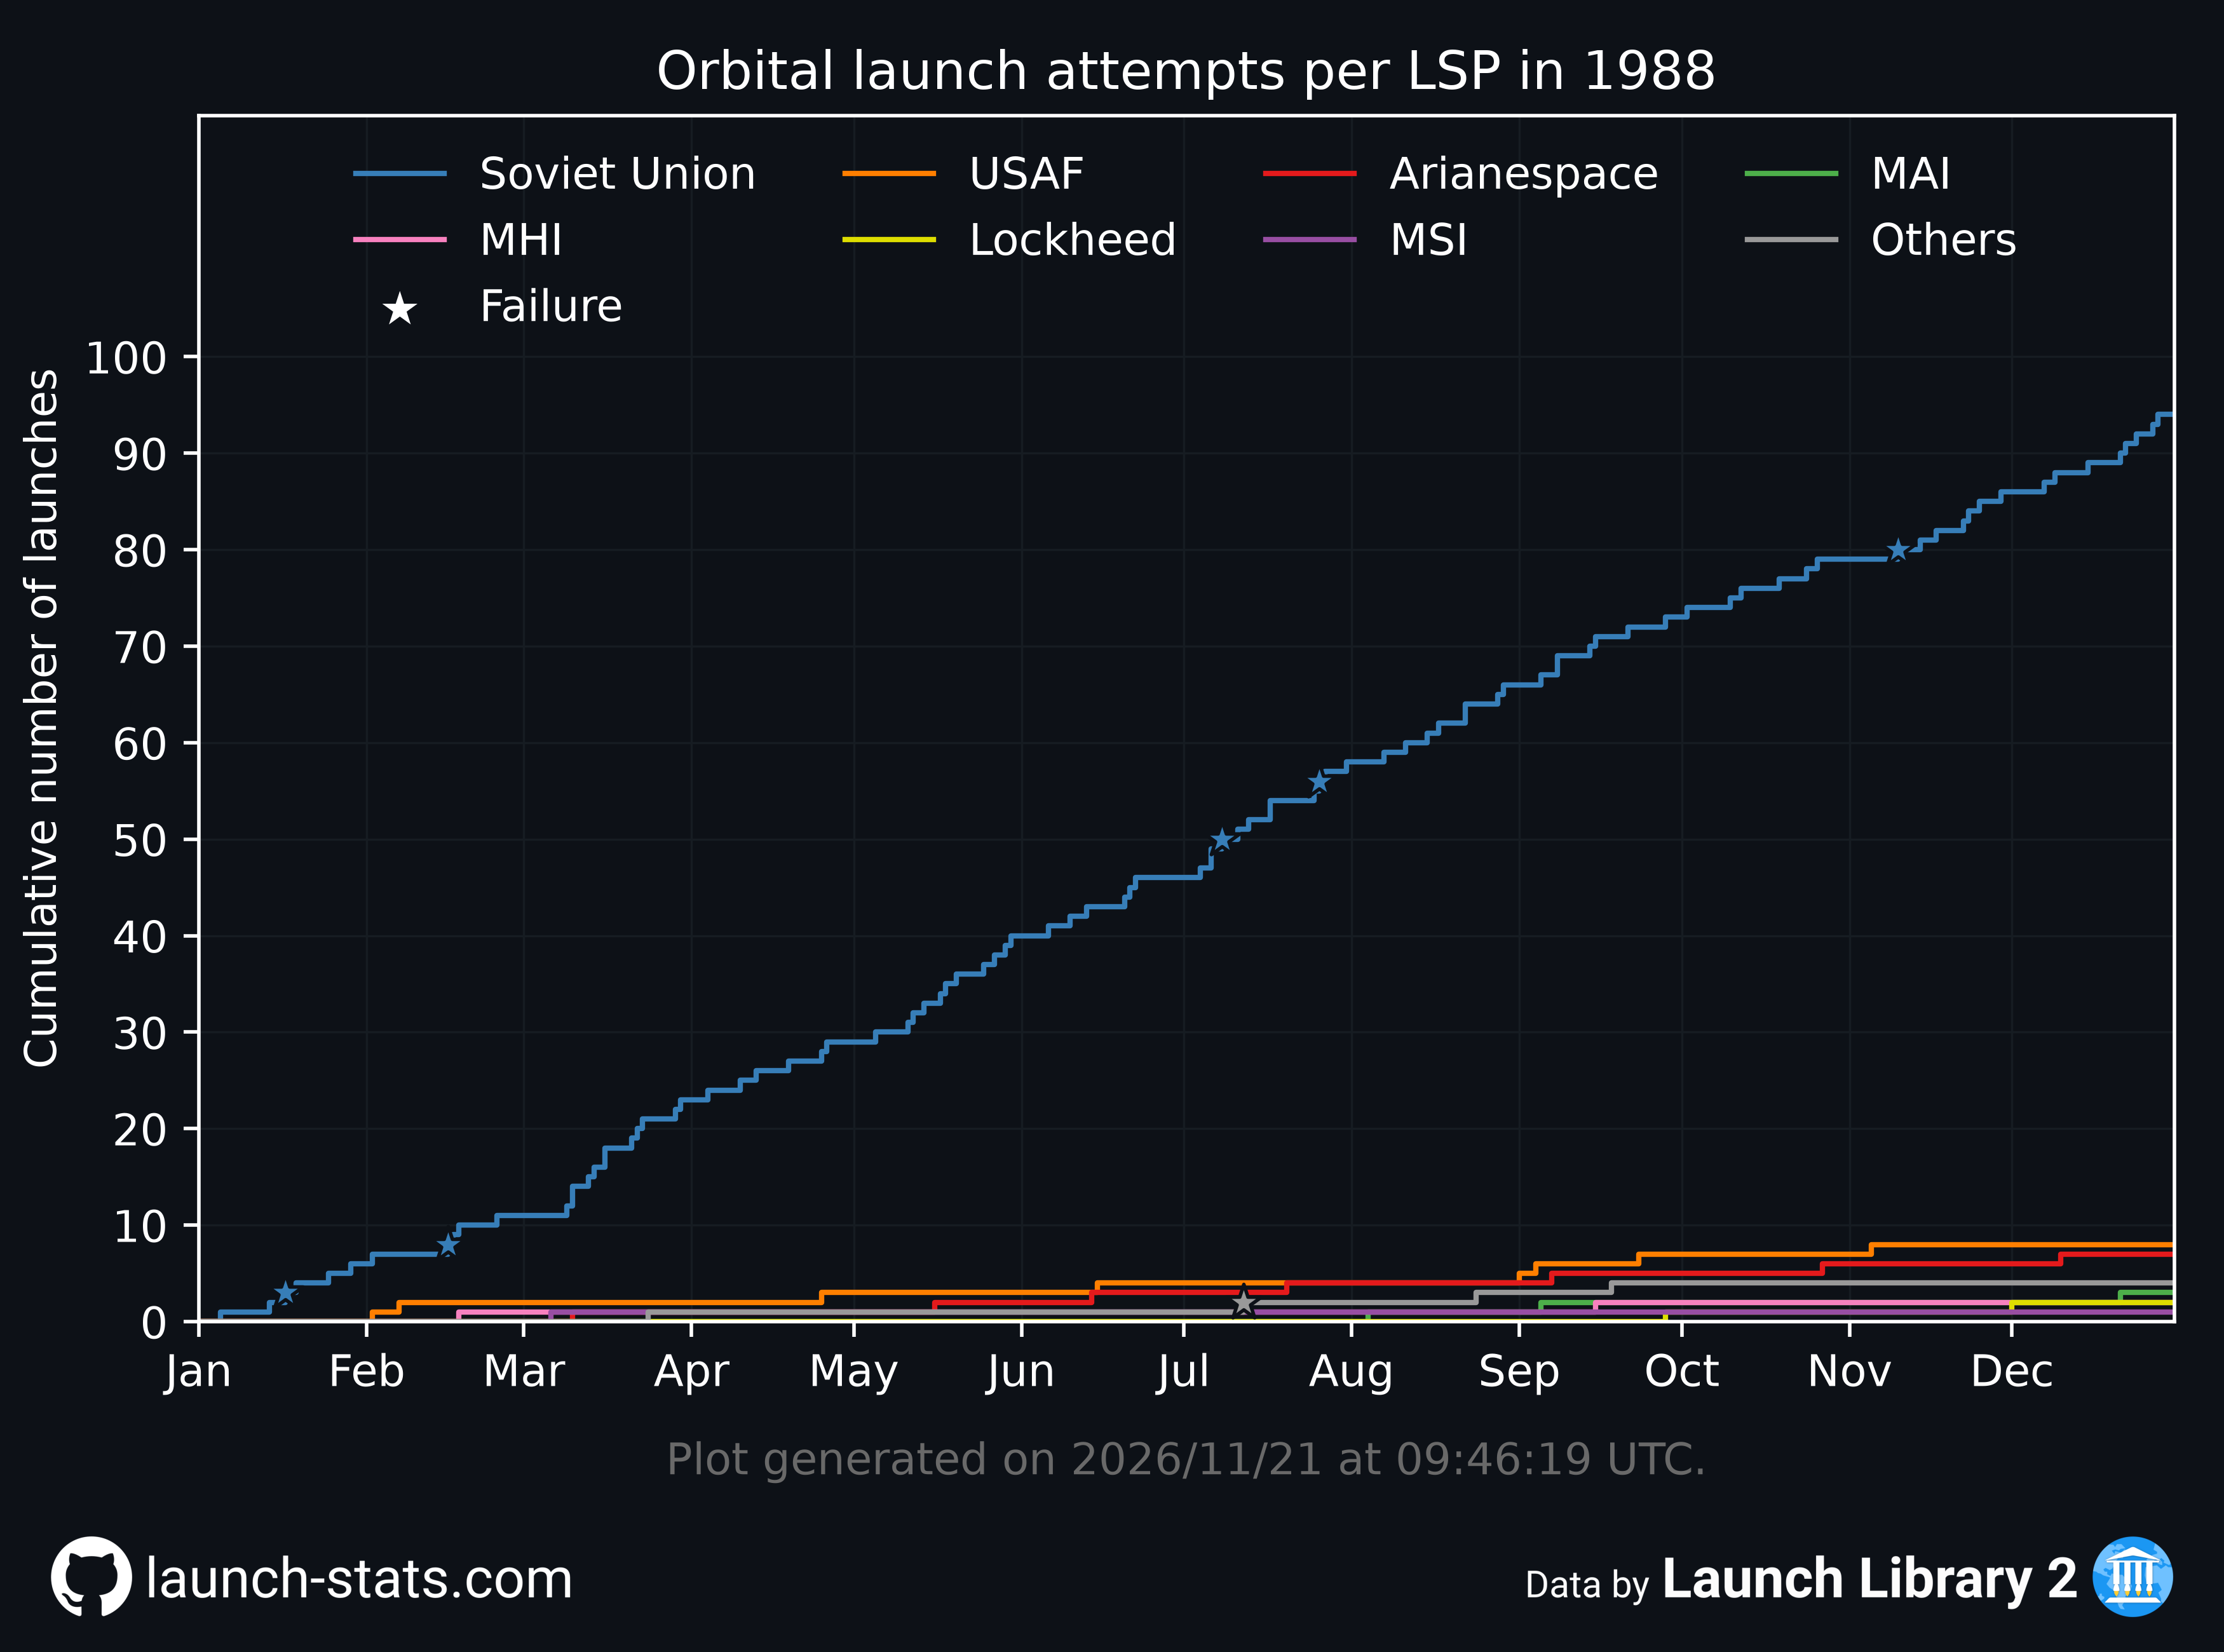 Orbital launch attempts per LSP in 1988
Soviet Union USAF Arianespace MAI
MHI Lockheed MSI Others
Failure
Cumulative number of launches
100
90
80
70
60
50
40
30
20
10
0
Jan Feb Mar Apr May Jun Jul Aug Sep Oct Nov Dec
Plot generated on 2026/11/21 at 09:46:19 UTC.
launch-stats.com
Data by Launch Library 2